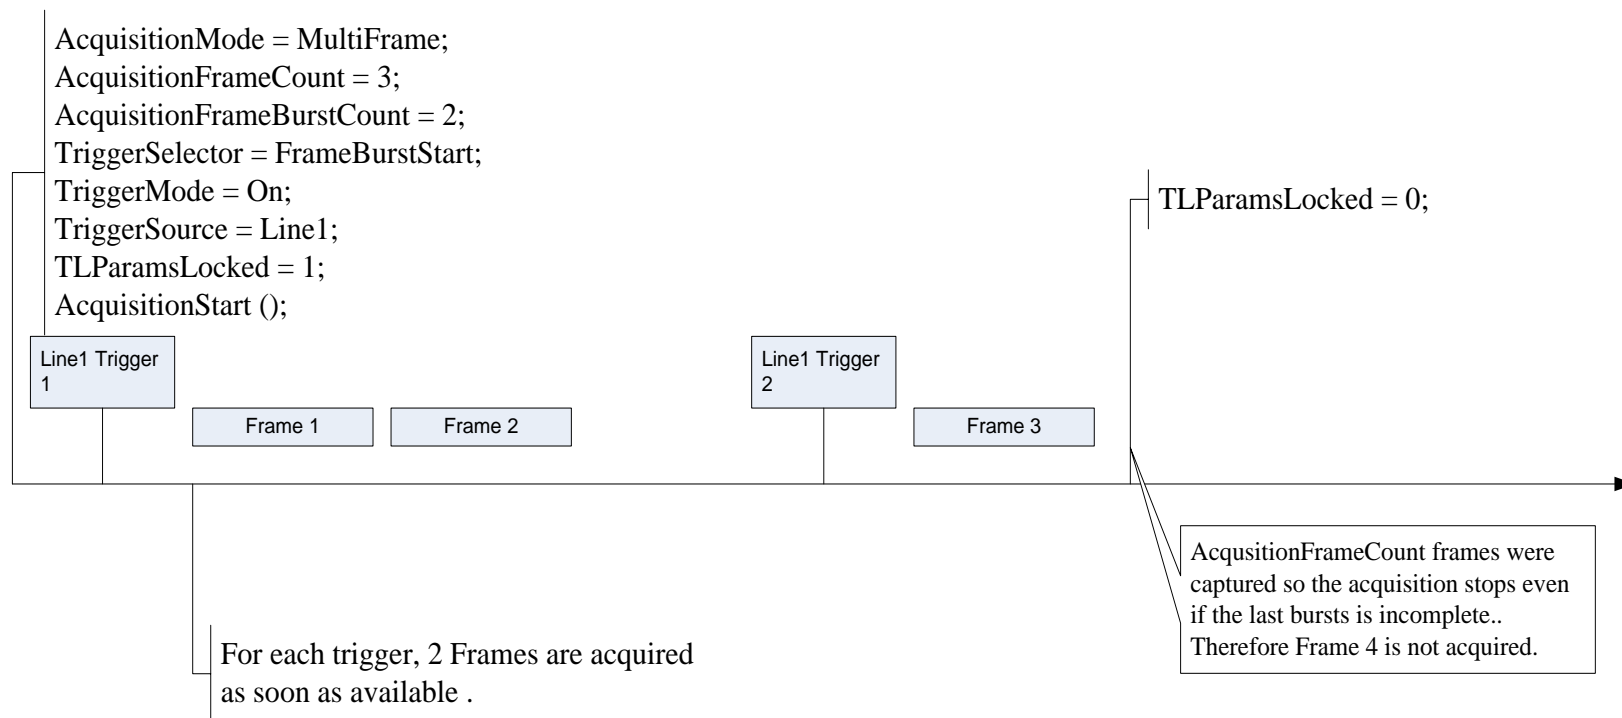 AcquisitionMode = MultiFrame;
AcquisitionFrameCount = 3;
AcquisitionFrameBurstCount = 2;
TriggerSelector = FrameBurstStart;
TriggerMode = On;
TriggerSource = Line1;
TLParamsLocked = 1;
AcquisitionStart ();
TLParamsLocked = 0;
Line1 Trigger
1
Line1 Trigger
2
Frame 1
Frame 2
Frame 3
AcqusitionFrameCount frames were
captured so the acquisition stops even
if the last bursts is incomplete..
Therefore Frame 4 is not acquired.
For each trigger, 2 Frames are acquired
as soon as available .